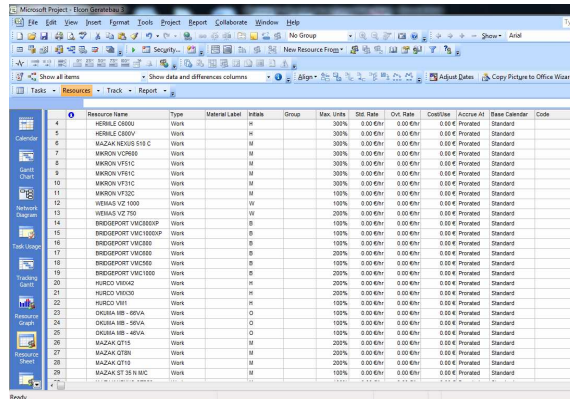 Microsoft Project - Elcon Geratebau
File Edit View Insert Format Tools Project Report Collaborate Window Help
No Group Show Arial
Security... New Resource From
Show all items Show data and differences columns Align Adjust Dates Copy Picture to Office Wizar
Tasks Resources Track Report
Resource Name Type Material Label Initials Group Max. Units Std. Rate Ovt. Rate Cost/Use Accrue At Base Calendar Code
4 HERMLE C600U Work H 300% 0.00 €/hr 0.00 €/hr 0.00 € Prorated Standard
5 HERMLE C800V Work H 300% 0.00 €/hr 0.00 €/hr 0.00 € Prorated Standard
6 MAZAK NEXUS 510 C Work M 300% 0.00 €/hr 0.00 €/hr 0.00 € Prorated Standard
7 MIKRON VCP600 Work M 100% 0.00 €/hr 0.00 €/hr 0.00 € Prorated Standard
8 MIKRON VF51C Work M 300% 0.00 €/hr 0.00 €/hr 0.00 € Prorated Standard
9 MIKRON VF61C Work M 300% 0.00 €/hr 0.00 €/hr 0.00 € Prorated Standard
10 MIKRON VF31C Work M 300% 0.00 €/hr 0.00 €/hr 0.00 € Prorated Standard
11 MIKRON VF32C Work M 100% 0.00 €/hr 0.00 €/hr 0.00 € Prorated Standard
12 WEMAS VZ 1000 Work W 100% 0.00 €/hr 0.00 €/hr 0.00 € Prorated Standard
13 WEMAS VZ 750 Work W 200% 0.00 €/hr 0.00 €/hr 0.00 € Prorated Standard
14 BRIDGEPORT VMC800XP Work B 100% 0.00 €/hr 0.00 €/hr 0.00 € Prorated Standard
15 BRIDGEPORT VMC1000XP Work B 100% 0.00 €/hr 0.00 €/hr 0.00 € Prorated Standard
16 BRIDGEPORT VMC800 Work B 100% 0.00 €/hr 0.00 €/hr 0.00 € Prorated Standard
17 BRIDGEPORT VMC800 Work B 200% 0.00 €/hr 0.00 €/hr 0.00 € Prorated Standard
18 BRIDGEPORT VMC560 Work B 100% 0.00 €/hr 0.00 €/hr 0.00 € Prorated Standard
19 BRIDGEPORT VMC1000 Work B 200% 0.00 €/hr 0.00 €/hr 0.00 € Prorated Standard
20 HURCO VMX42 Work H 200% 0.00 €/hr 0.00 €/hr 0.00 € Prorated Standard
21 HURCO VMX30 Work H 200% 0.00 €/hr 0.00 €/hr 0.00 € Prorated Standard
22 HURCO VM1 Work H 100% 0.00 €/hr 0.00 €/hr 0.00 € Prorated Standard
23 OKUMA MB - 66VA Work O 100% 0.00 €/hr 0.00 €/hr 0.00 € Prorated Standard
24 OKUMA MB - 56VA Work O 100% 0.00 €/hr 0.00 €/hr 0.00 € Prorated Standard
25 OKUMA MB - 46VA Work O 100% 0.00 €/hr 0.00 €/hr 0.00 € Prorated Standard
26 MAZAK QT15 Work M 200% 0.00 €/hr 0.00 €/hr 0.00 € Prorated Standard
27 MAZAK QT8N Work M 200% 0.00 €/hr 0.00 €/hr 0.00 € Prorated Standard
28 MAZAK QT10 Work M 100% 0.00 €/hr 0.00 €/hr 0.00 € Prorated Standard
29 MAZAK ST 35 N M/C Work M 100% 0.00 €/hr 0.00 €/hr 0.00 € Prorated Standard
Calendar
Gantt
Chart
Network
Diagram
Task Usage
Tracking
Gantt
Resource
Graph
Resource
Sheet
Ready